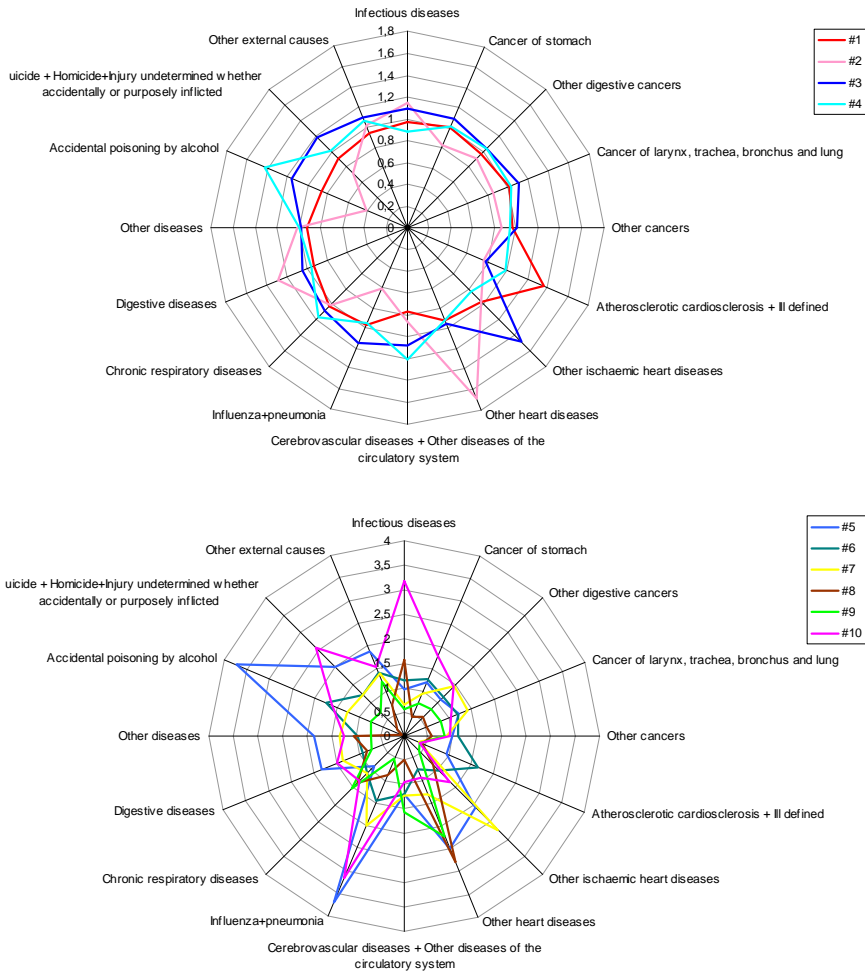 Infectious diseases
1,8
1,6
1,4
1,2
1
0,8
0,6
0,4
0,2
0
Cancer of stomach
Other digestive cancers
Cancer of larynx, trachea, bronchus and lung
Other cancers
Atherosclerotic cardiosclerosis + Ill defined
Other ischaemic heart diseases
Other heart diseases
Cerebrovascular diseases + Other diseases of the
circulatory system
Influenza+pneumonia
Chronic respiratory diseases
Digestive diseases
Other diseases
Accidental poisoning by alcohol
uicide + Homicide+Injury undetermined whether
accidentally or purposely inflicted
Other external causes
#1
#2
#3
#4
Infectious diseases
4
3,5
3
2,5
2
1,5
1
0,5
0
Cancer of stomach
Other digestive cancers
Cancer of larynx, trachea, bronchus and lung
Other cancers
Atherosclerotic cardiosclerosis + Ill defined
Other ischaemic heart diseases
Other heart diseases
Cerebrovascular diseases + Other diseases of the
circulatory system
Influenza+pneumonia
Chronic respiratory diseases
Digestive diseases
Other diseases
Accidental poisoning by alcohol
uicide + Homicide+Injury undetermined whether
accidentally or purposely inflicted
Other external causes
#5
#6
#7
#8
#9
#10